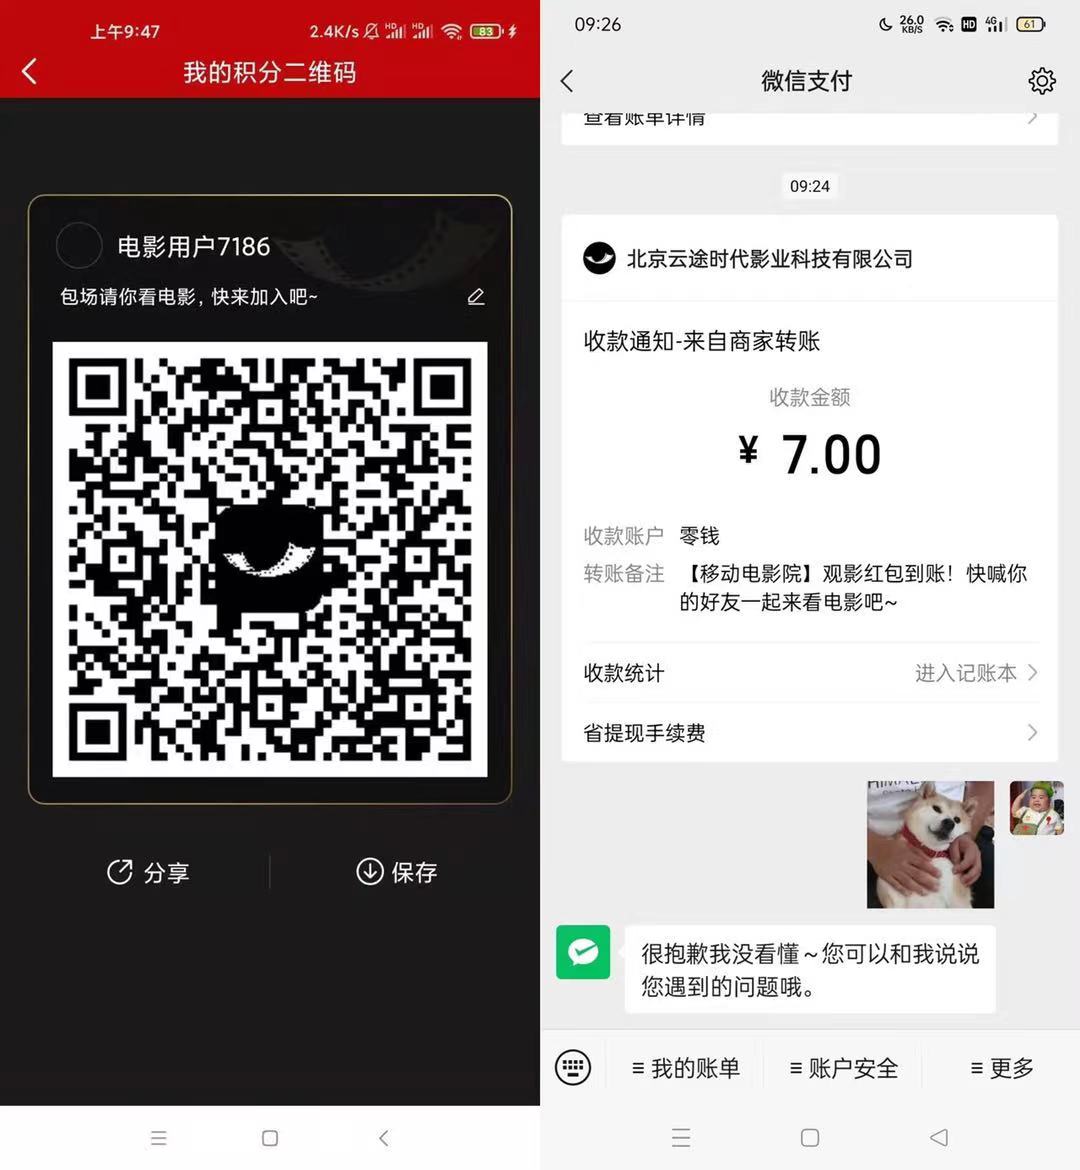 上午9:47
2.4K/s
HD
HD
83
我的积分二维码
电影用户7186
包场请你看电影，快来加入吧~
分享
保存
09:26
26.0
KB/S
HD
4G
61
微信支付
查看账单详情
09:24
北京云途时代影业科技有限公司
收款通知-来自商家转账
收款金额
¥ 7.00
收款账户 零钱
转账备注 【移动电影院】观影红包到账！快喊你
的好友一起来看电影吧~
收款统计 进入记账本
省提现手续费
很抱歉我没看懂～您可以和我说说
您遇到的问题哦。
我的账单
账户安全
更多